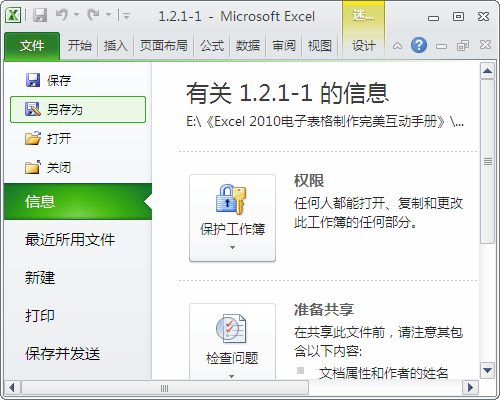 1.2.1-1 - Microsoft Excel
迷...
文件 开始 插入 页面布局 公式 数据 审阅 视图 设计
保存
另存为
打开
关闭
信息
最近所用文件
新建
打印
保存并发送
有关 1.2.1-1 的信息
E:\《Excel 2010电子表格制作完美互动手册》\...
保护工作簿
权限
任何人都能打开、复制和更改
此工作簿的任何部分。
检查问题
准备共享
在共享此文件前，请注意其包
含以下内容:
文档属性和作者的姓名